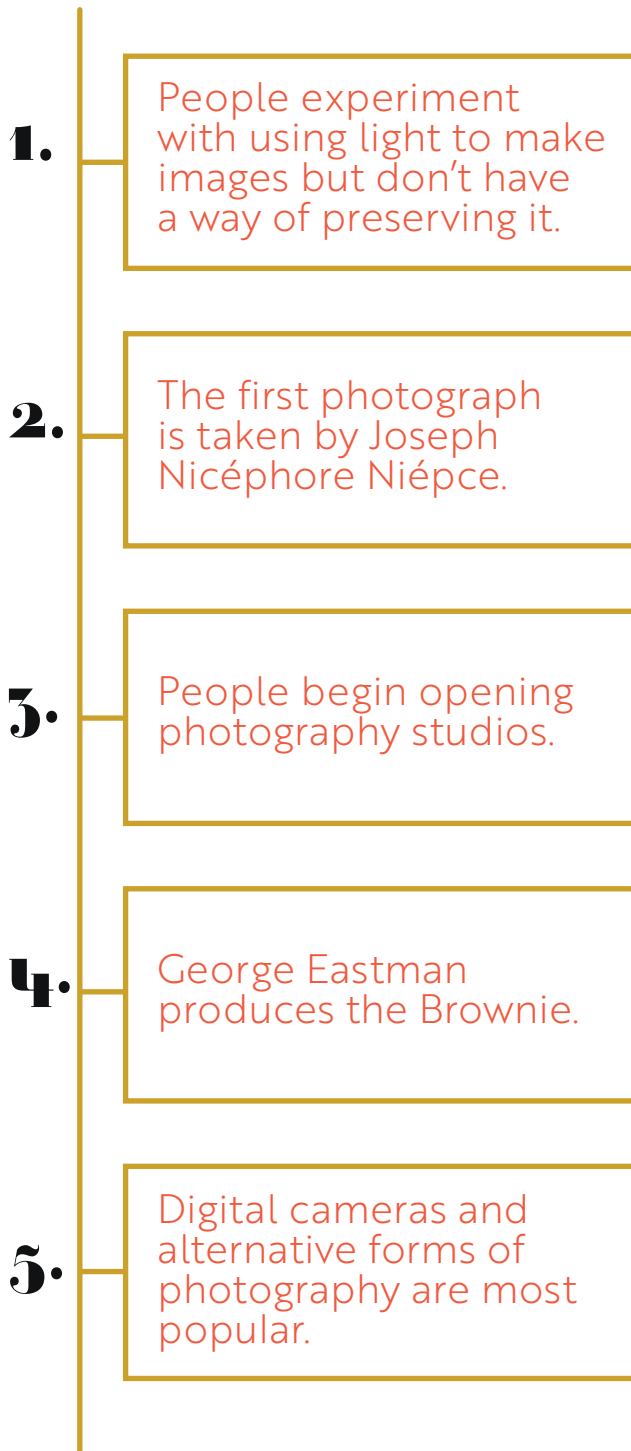 1.
People experiment
with using light to make
images but don’t have
a way of preserving it.
2.
The first photograph
is taken by Joseph
Nicéphore Niépce.
3.
People begin opening
photography studios.
4.
George Eastman
produces the Brownie.
5.
Digital cameras and
alternative forms of
photography are most
popular.